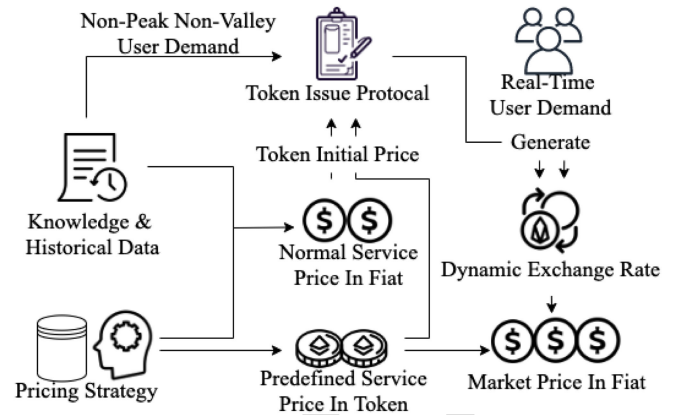 Non-Peak Non-Valley
User Demand
Token Issue Protocal
Real-Time
User Demand
Generate
Token Initial Price
Knowledge &
Historical Data
Normal Service
Price In Fiat
Dynamic Exchange Rate
Pricing Strategy
Predefined Service
Price In Token
Market Price In Fiat